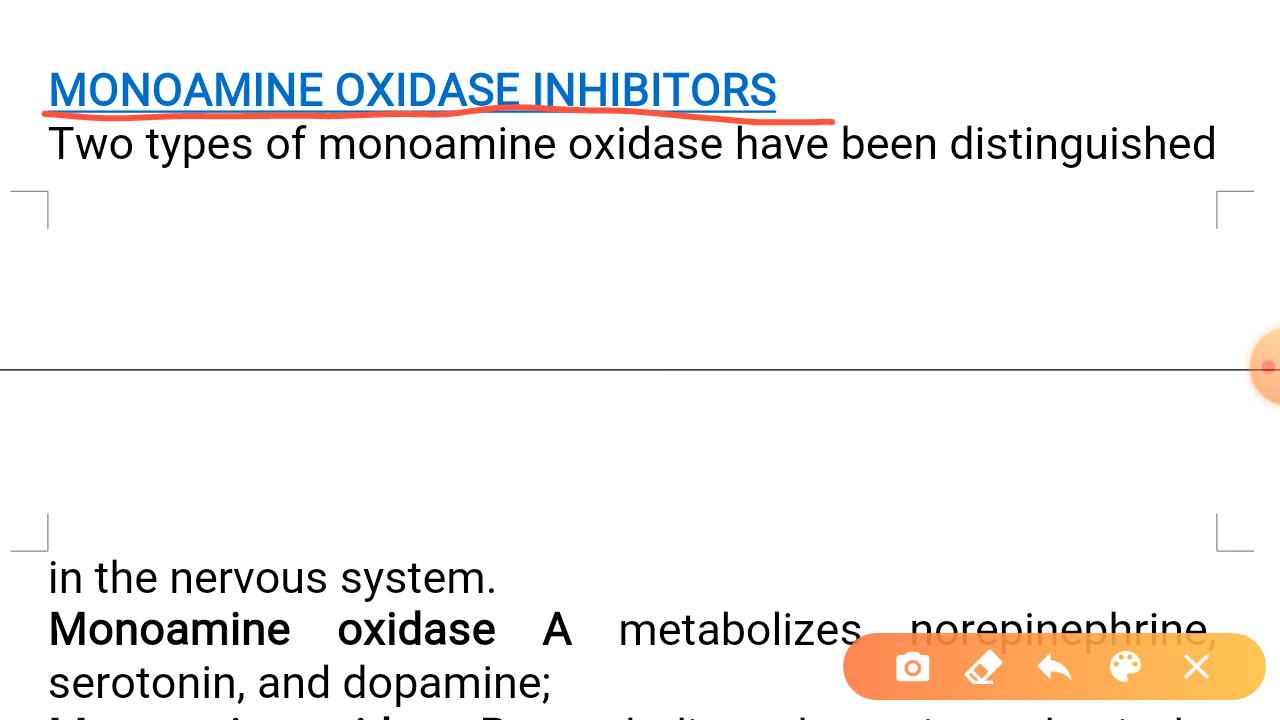 MONOAMINE OXIDASE INHIBITORS
Two types of monoamine oxidase have been distinguished
in the nervous system.
Monoamine oxidase A metabolizes norepinephrine,
serotonin, and dopamine;